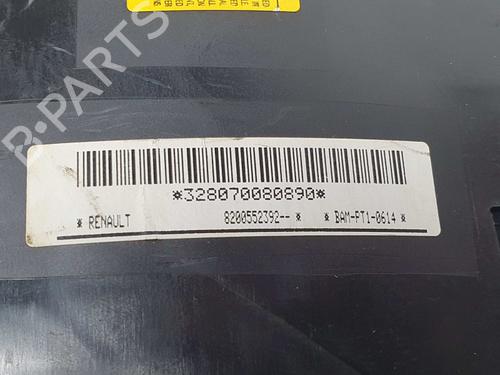 *328070080890*
* RENAULT 8200552392-- * BAM-PT1-0614 *
B-PARTS